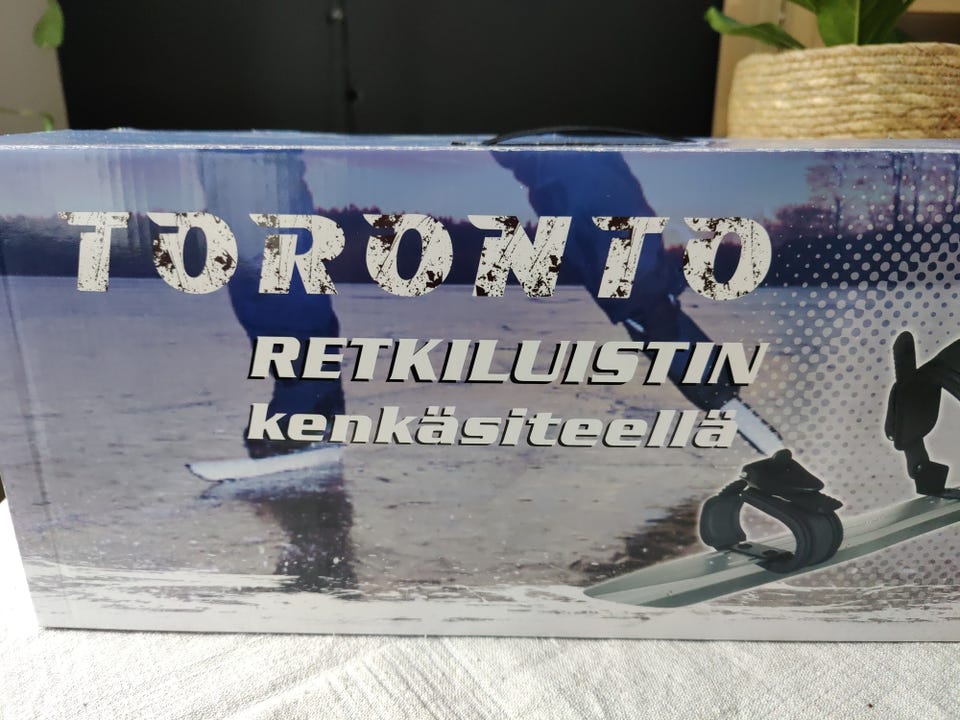 TORONTO
RETKILUISTIN
kenkäsiteellä